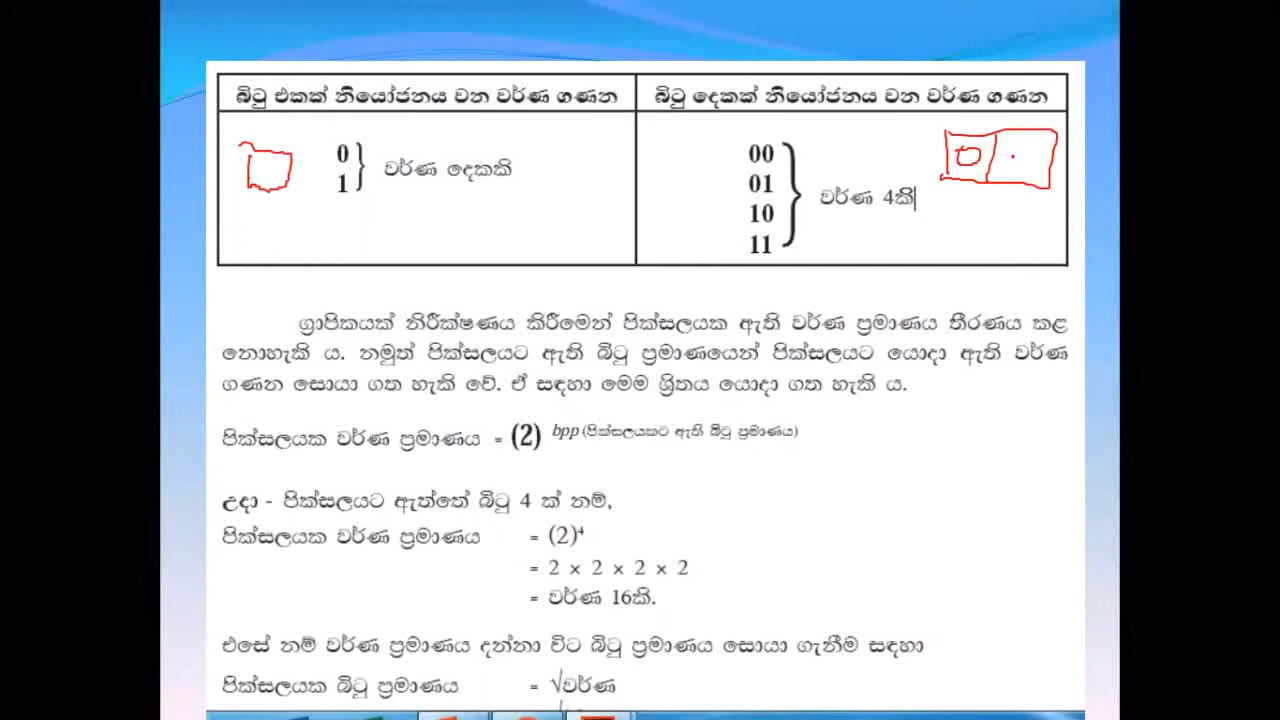 බිටු එකක් නියෝජනය වන වර්ණ ගණන
බිටු දෙකක් නියෝජනය වන වර්ණ ගණන
0
1
වර්ණ දෙකකි
00
01
10
11
වර්ණ 4කි
ග්‍රාපිකයක් නිරීක්ෂණය කිරීමෙන් පික්සලයක ඇති වර්ණ ප්‍රමාණය තීරණය කළ
නොහැකි ය. නමුත් පික්සලයට ඇති බිටු ප්‍රමාණයෙන් පික්සලයට යොදා ඇති වර්ණ
ගණන සොයා ගත හැකි වේ. ඒ සඳහා මෙම ශ්‍රිතය යොදා ගත හැකි ය.
පික්සලයක වර්ණ ප්‍රමාණය = (2) bpp (පික්සලයකට ඇති බිටු ප්‍රමාණය)
උදා - පික්සලයට ඇත්තේ බිටු 4 ක් නම්,
පික්සලයක වර්ණ ප්‍රමාණය = (2)⁴
= 2 × 2 × 2 × 2
= වර්ණ 16කි.
එසේ නම් වර්ණ ප්‍රමාණය දන්නා විට බිටු ප්‍රමාණය සොයා ගැනීම සඳහා
පික්සලයක බිටු ප්‍රමාණය = √වර්ණ